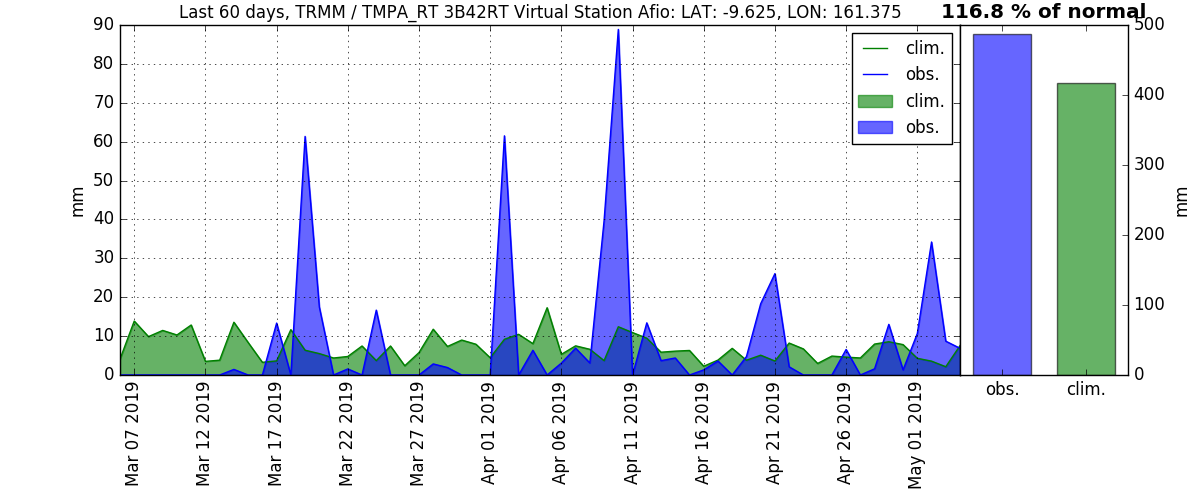 Last 60 days, TRMM / TMPA_RT 3B42RT Virtual Station Afio: LAT: -9.625, LON: 161.375
116.8 % of normal
90
80
70
60
50
40
30
20
10
0
mm
clim.
obs.
clim.
obs.
Mar 07 2019
Mar 12 2019
Mar 17 2019
Mar 22 2019
Mar 27 2019
Apr 01 2019
Apr 06 2019
Apr 11 2019
Apr 16 2019
Apr 21 2019
Apr 26 2019
May 01 2019
500
400
300
200
100
0
mm
obs.
clim.